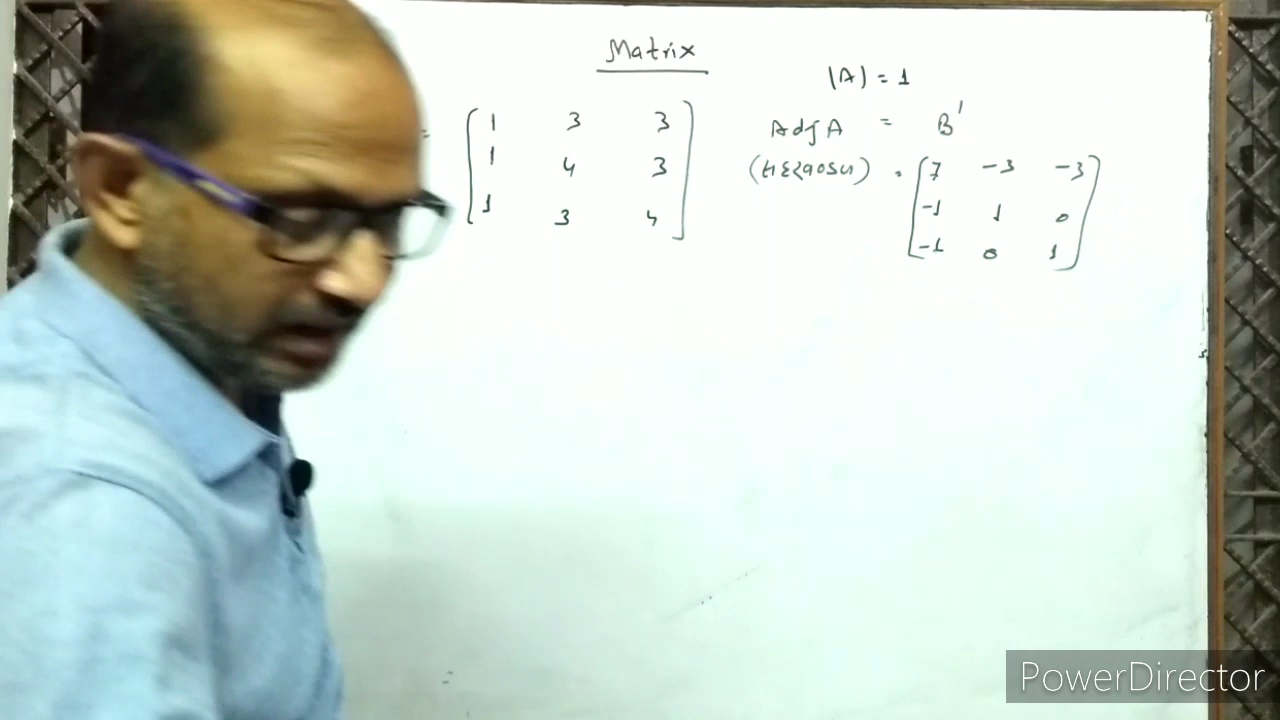 Matrix
|A| = 1
= [ 1 3 3
1 4 3
1 3 4 ]
Adj A = B'
= [ 7 -3 -3
-1 1 0
-1 0 1 ]
PowerDirector